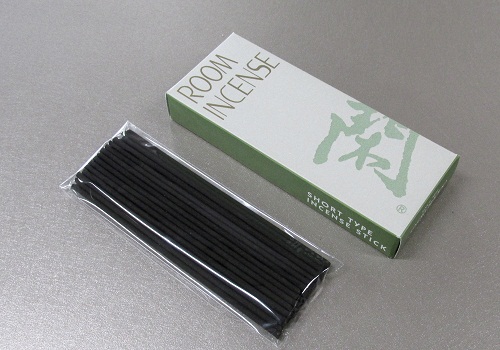 ROOM
INCENSE
閑
®
SHORT TYPE
INCENSE STICK